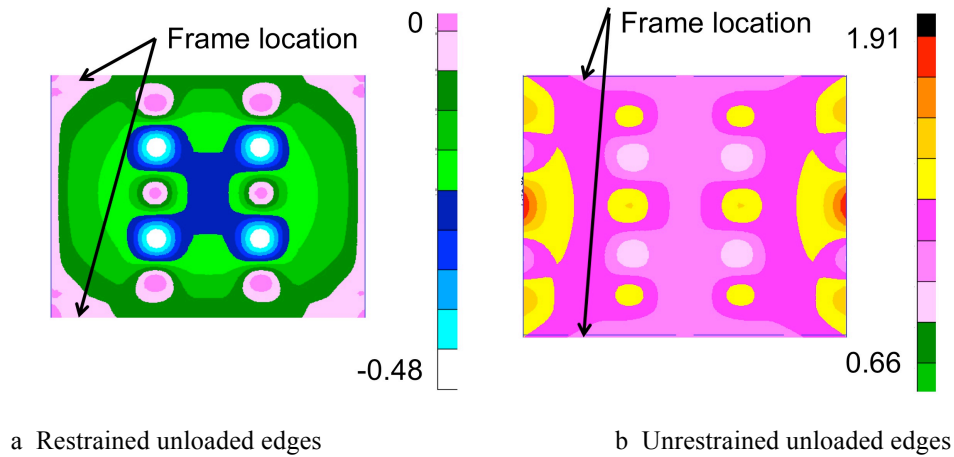 0
Frame location
-0.48
Frame location
1.91
0.66
a Restrained unloaded edges
b Unrestrained unloaded edges